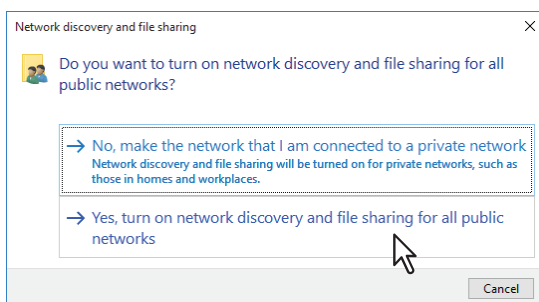 Network discovery and file sharing
Do you want to turn on network discovery and file sharing for all
public networks?
No, make the network that I am connected to a private network
Network discovery and file sharing will be turned on for private networks, such as
those in homes and workplaces.
Yes, turn on network discovery and file sharing for all public
networks
Cancel